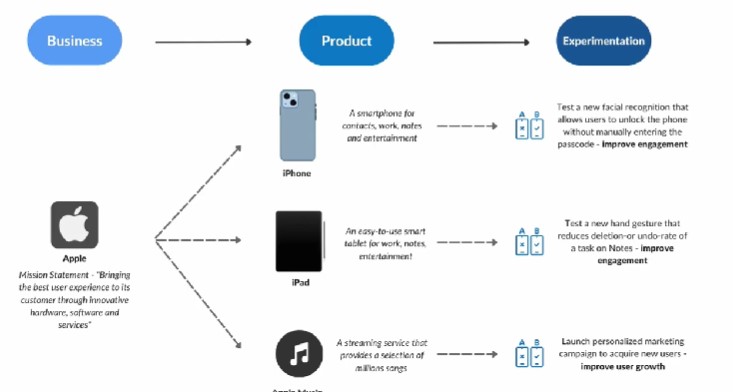 Business
Product
Experimentation
A smartphone for
contacts, work, notes
and entertainment
A B
Test a new facial recognition that
allows users to unlock the phone
without manually entering the
passcode - improve engagement
iPhone
Apple
Mission Statement - "Bringing
the best user experience to its
customer through innovative
hardware, software and
services"
An easy-to-use smart
tablet for work, notes,
entertainment
A B
Test a new hand gesture that
reduces deletion-or undo-rate of
a task on Notes - improve
engagement
iPad
A streaming service that
provides a selection of
millions songs
A B
Launch personalized marketing
campaign to acquire new users -
improve user growth
Apple Music